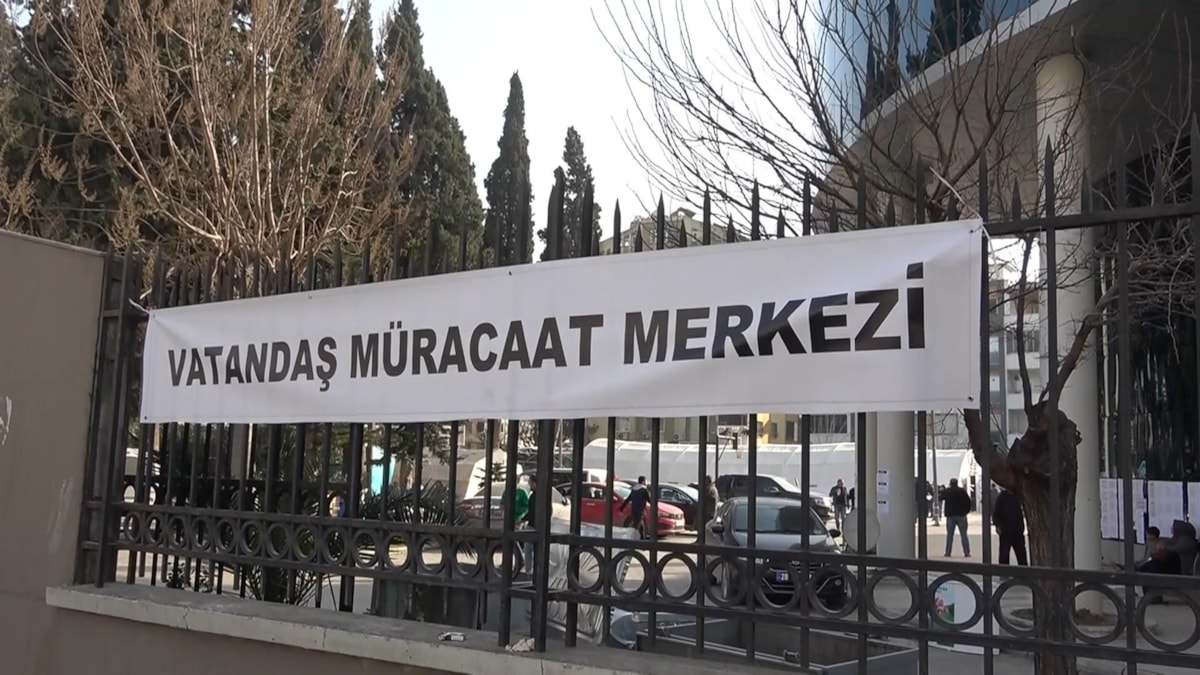 VATANDAŞ MÜRACAAT MERKEZİ